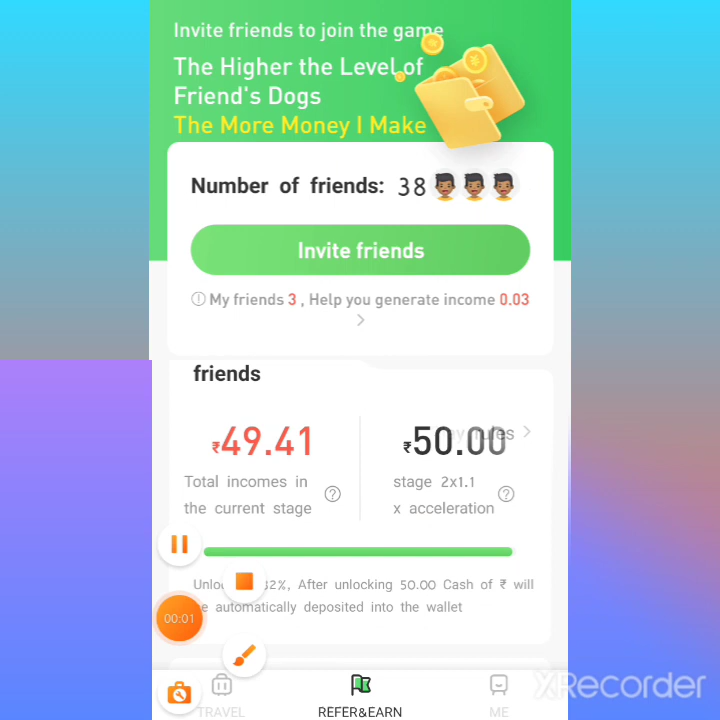 Invite friends to join the game
The Higher the Level of
Friend's Dogs
The More Money I Make
Number of friends: 38
Invite friends
My friends 3 , Help you generate income 0.03
friends
₹49.41
₹50.00
rules
Total incomes in
the current stage
stage 2x1.1
x acceleration
32%, After unlocking 50.00 Cash of ₹ will
automatically deposited into the wallet
00:01
TRAVEL
REFER&EARN
ME
XRecorder